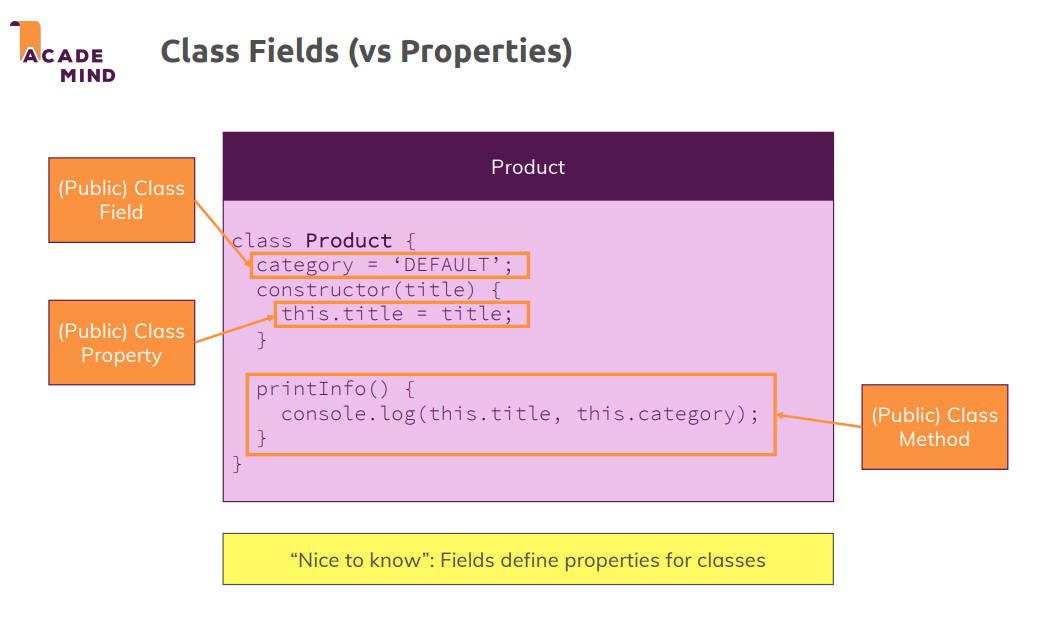 ACADE
MIND
Class Fields (vs Properties)
Product
(Public) Class
Field
(Public) Class
Property
class Product {
category = ‘DEFAULT’;
constructor(title) {
this.title = title;
}
printInfo() {
console.log(this.title, this.category);
}
}
(Public) Class
Method
“Nice to know”: Fields define properties for classes